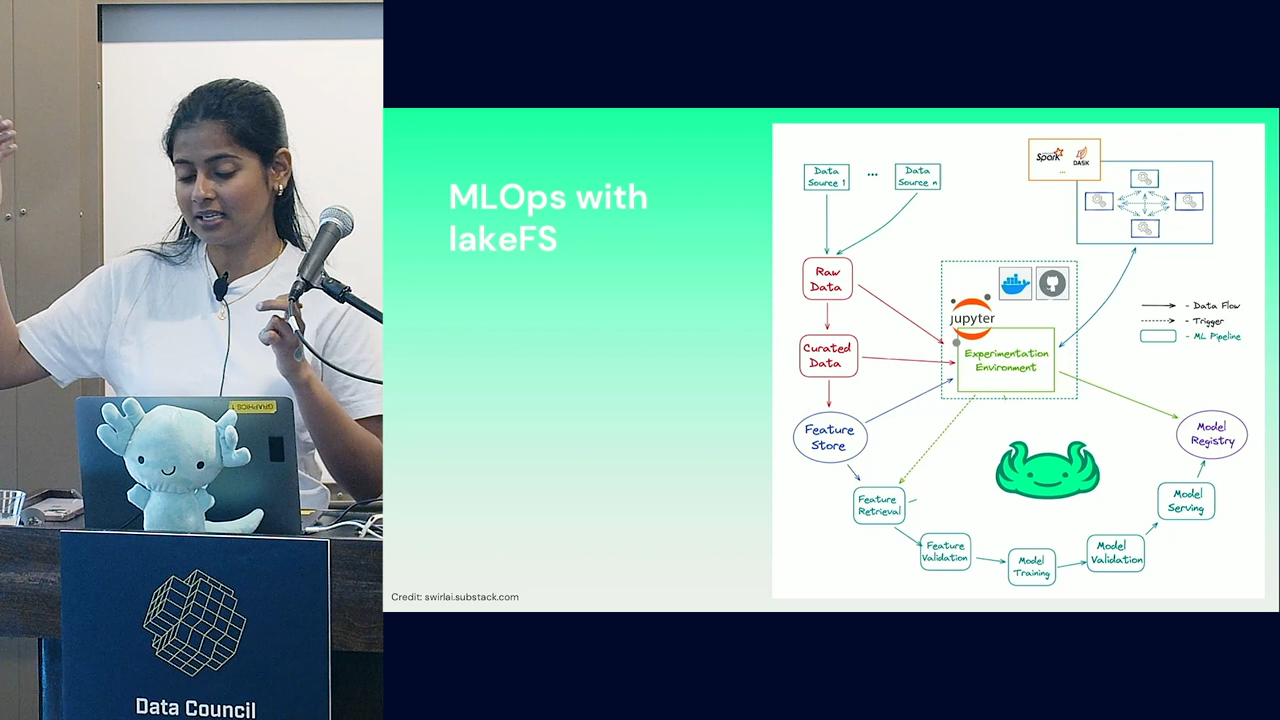 GRAPHICS 1
Data Council
MLOps with
lakeFS
Credit: swirlai.substack.com
Data
Source 1
...
Data
Source n
Spark
DASK
...
Raw
Data
jupyter
Curated
Data
Experimentation
Environment
- Data Flow
- Trigger
- ML Pipeline
Feature
Store
Model
Registry
Feature
Retrieval
Feature
Validation
Model
Training
Model
Validation
Model
Serving